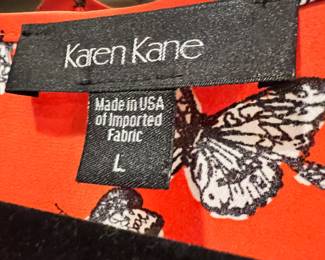 Karen Kane
Made in USA
of Imported
Fabric
L